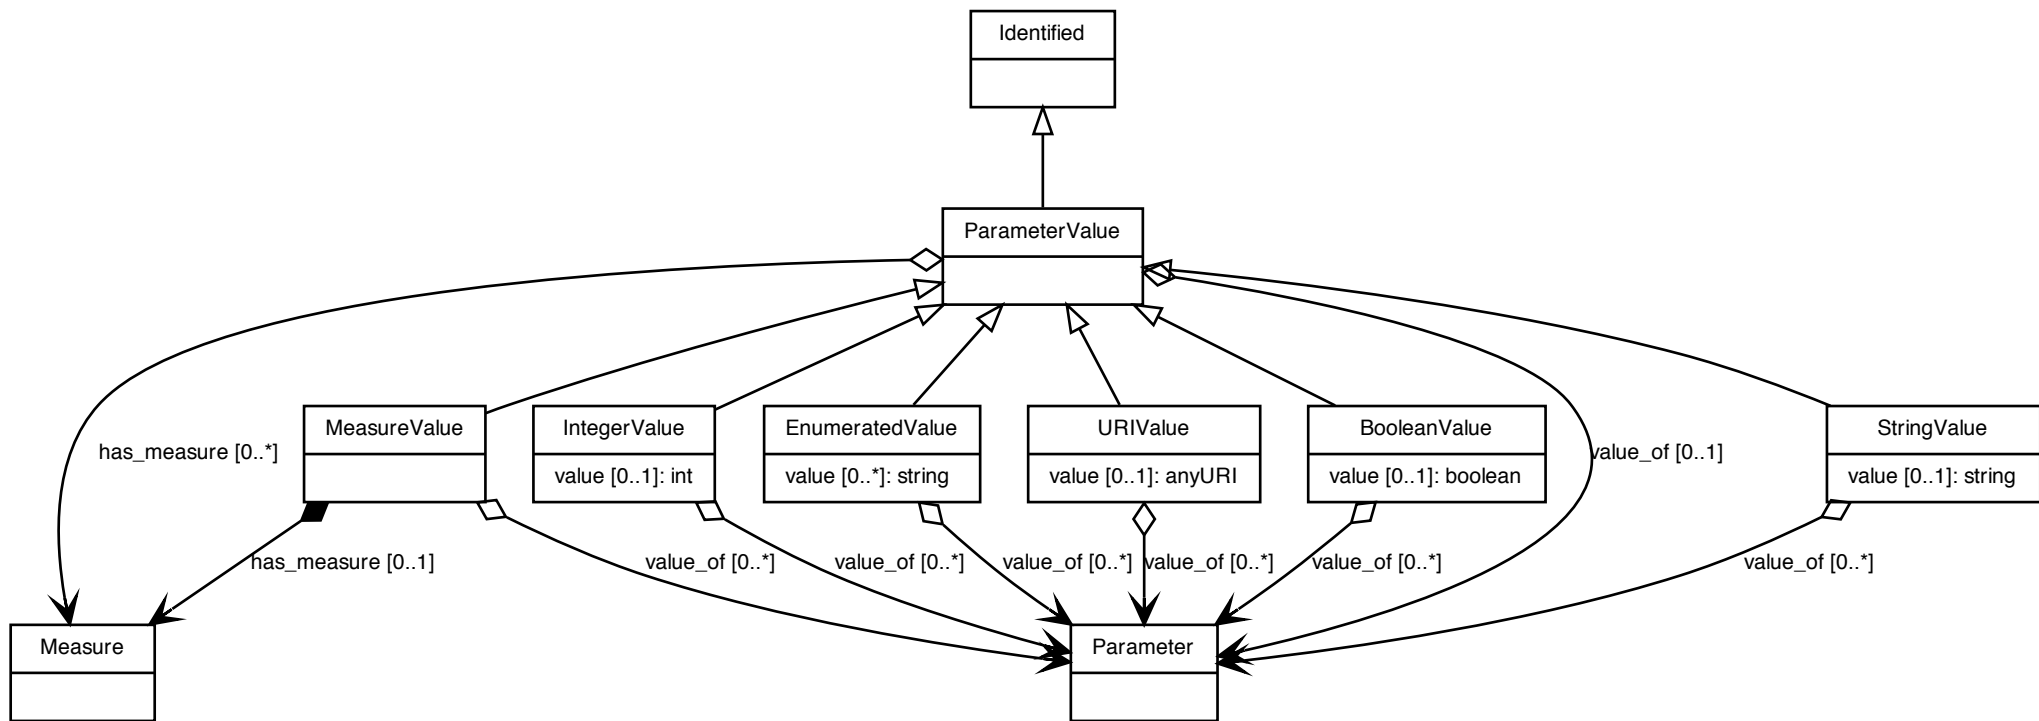 Identified
ParameterValue
MeasureValue
IntegerValue
value [0..1]: int
EnumeratedValue
value [0..*]: string
URIValue
value [0..1]: anyURI
BooleanValue
value [0..1]: boolean
StringValue
value [0..1]: string
has_measure [0..*]
value_of [0..1]
has_measure [0..1]
value_of [0..*]
value_of [0..*]
value_of [0..*]
value_of [0..*]
value_of [0..*]
value_of [0..*]
Measure
Parameter